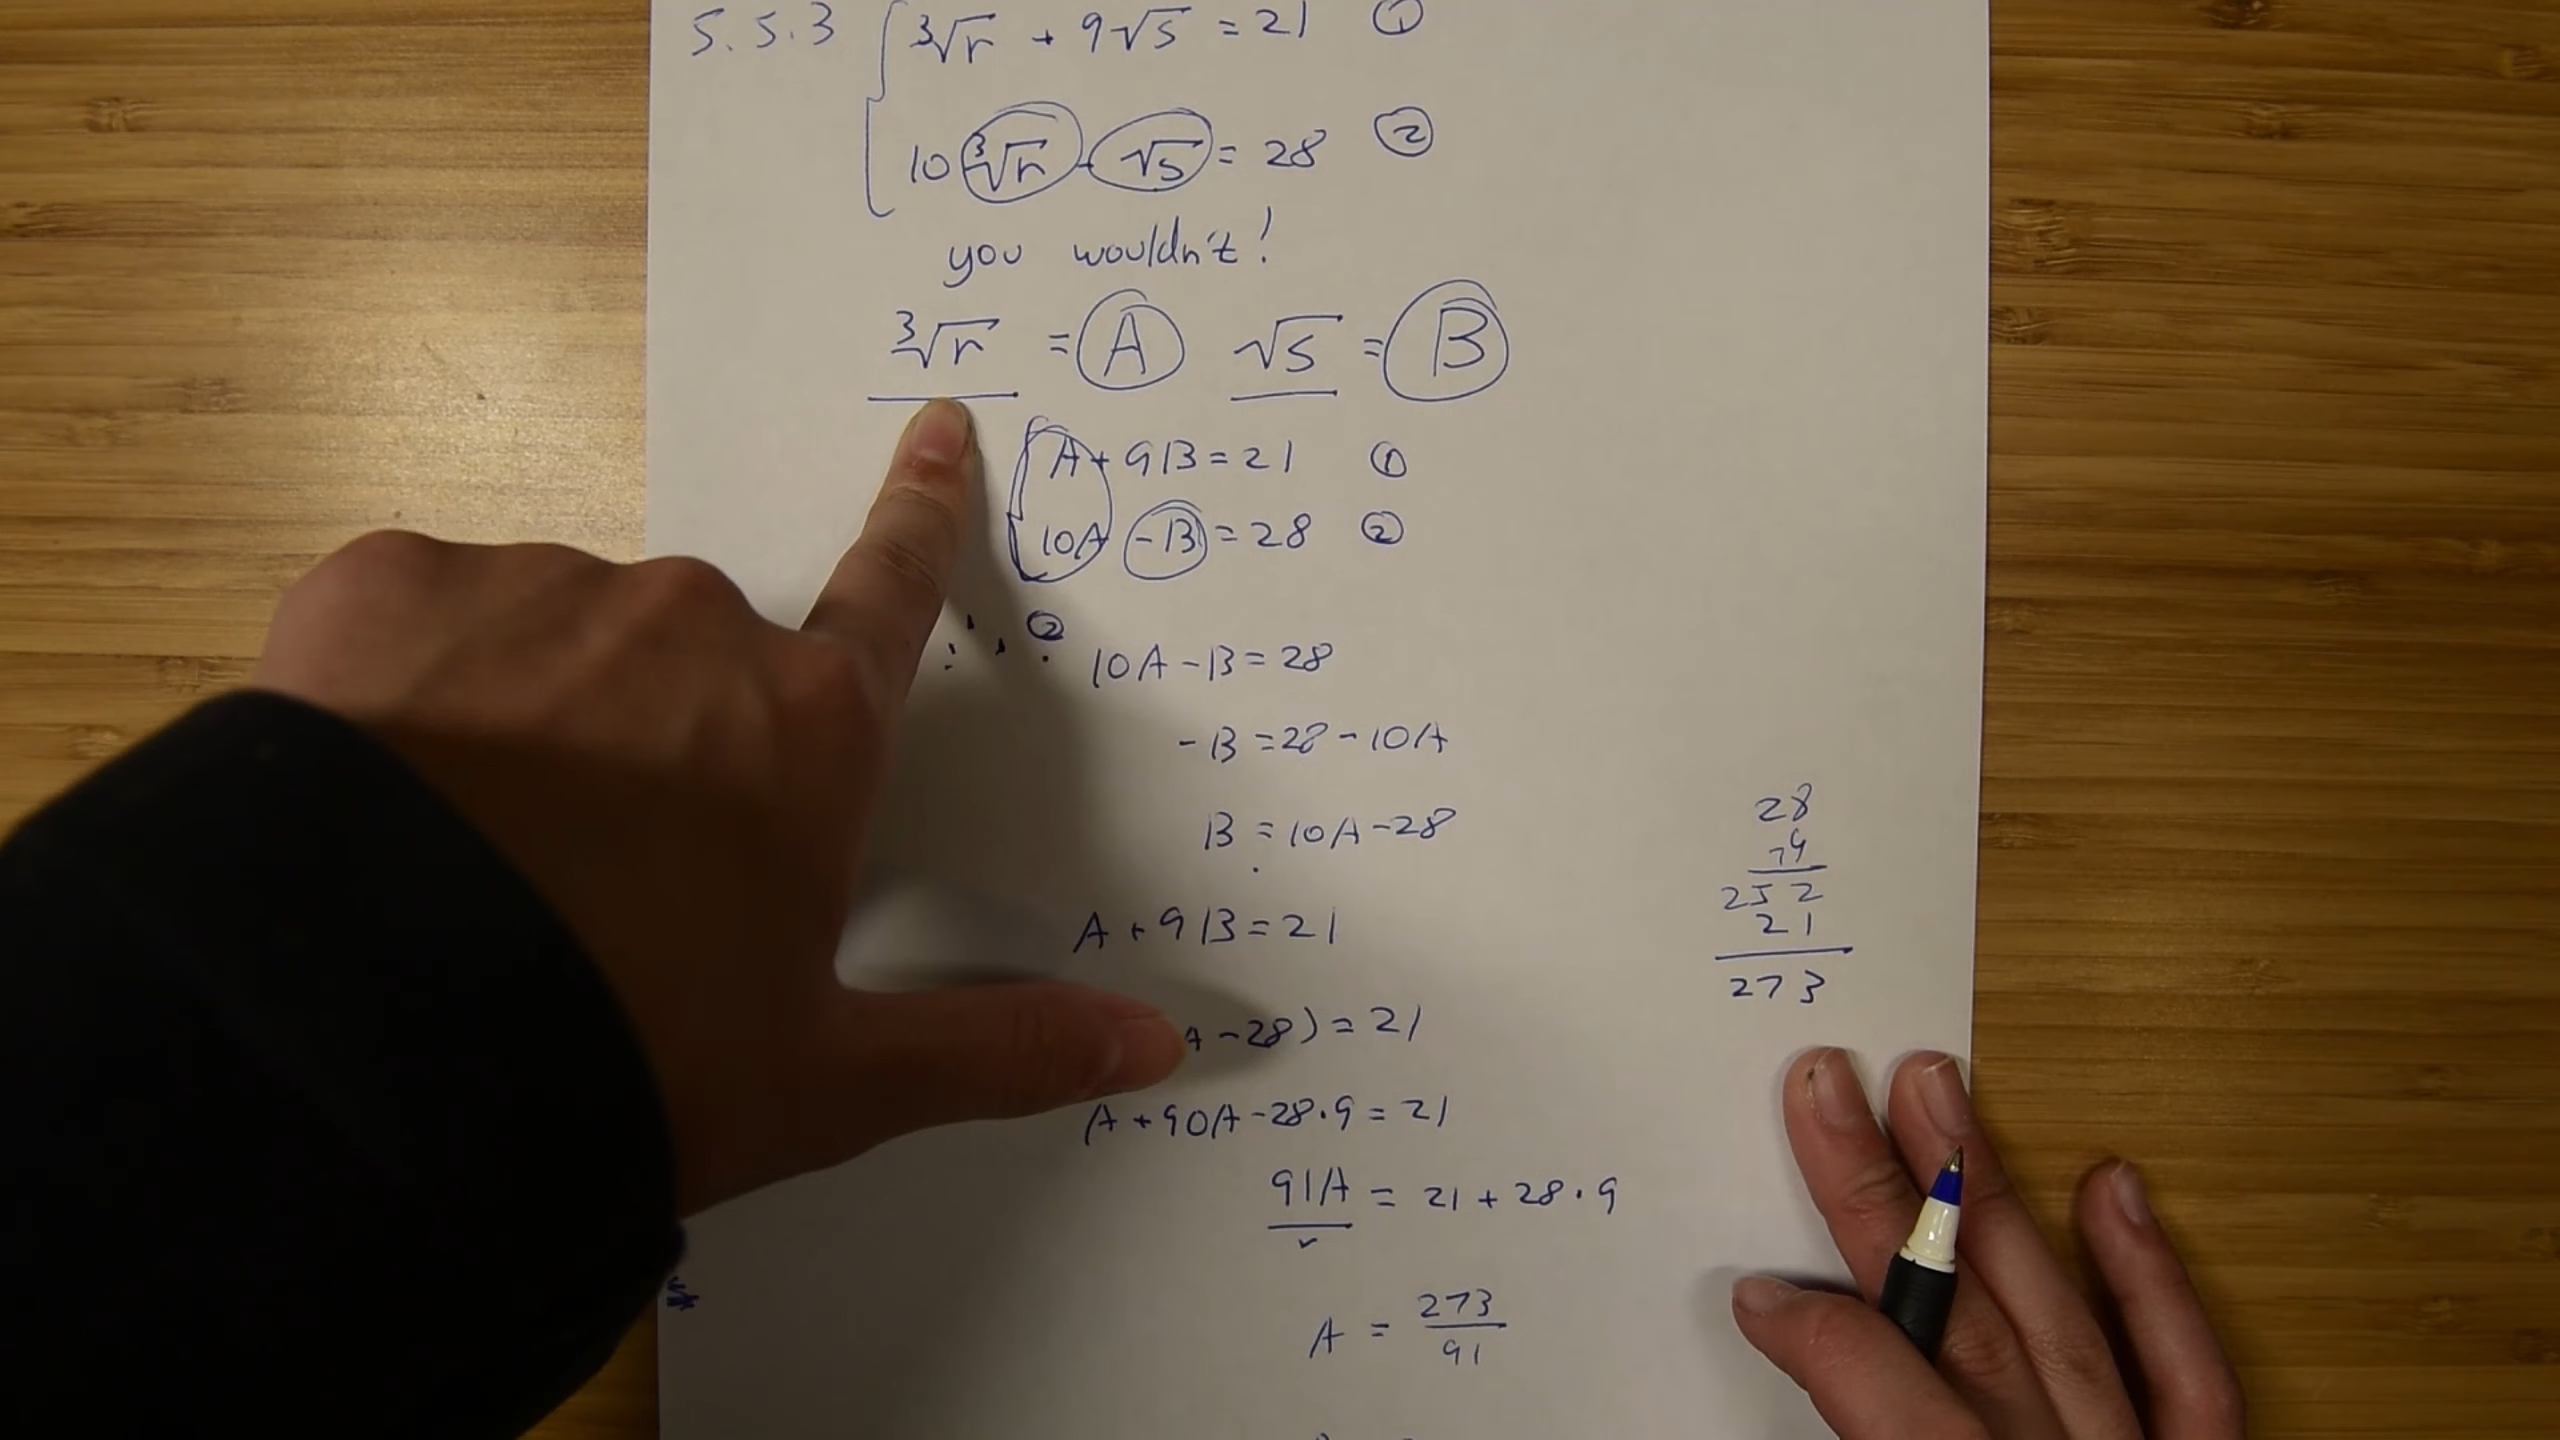 5.5.3 ∛r + 9√s = 21 ①
10∛r - √s = 28 ②
you wouldn't!
∛r = A √s = B
A + 9B = 21 ①
10A - B = 28 ②
②
10A - B = 28
-B = 28 - 10A
B = 10A - 28
A + 9B = 21
A - 28) = 21
A + 90A - 28·9 = 21
91A = 21 + 28·9
A = 273/91
28
9
252
21
273